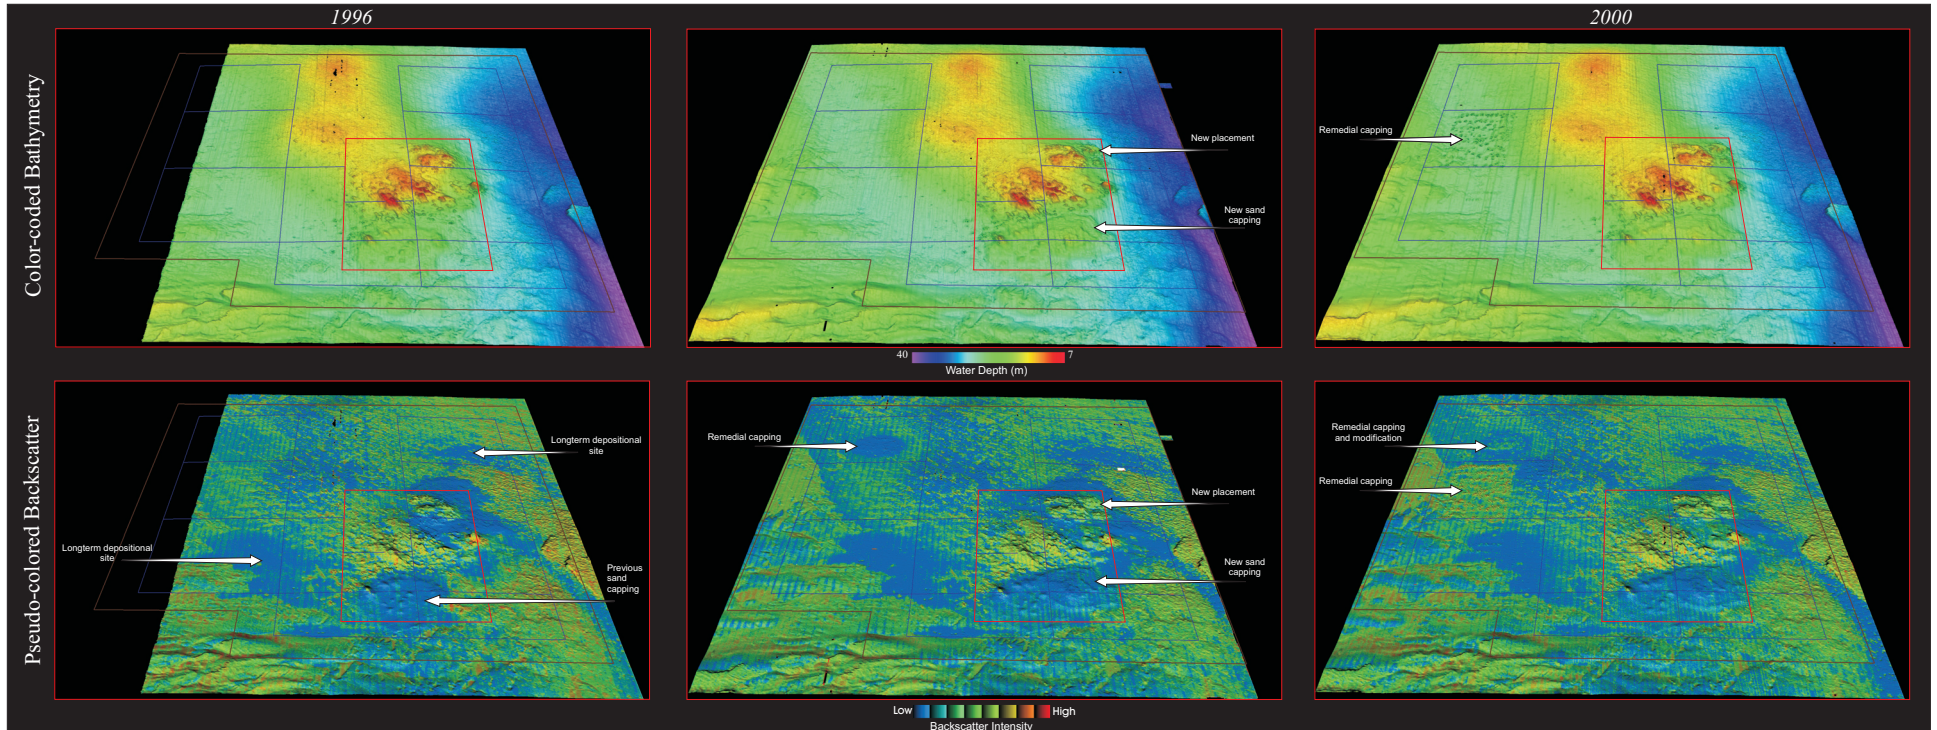 1996
2000
Color-coded Bathymetry
New placement
New sand
capping
Remedial capping
40
7
Water Depth (m)
Pseudo-colored Backscatter
Longterm depositional
site
Longterm depositional
site
Previous
sand
capping
Remedial capping
New placement
New sand
capping
Remedial capping
and modification
Remedial capping
Low
High
Backscatter Intensity